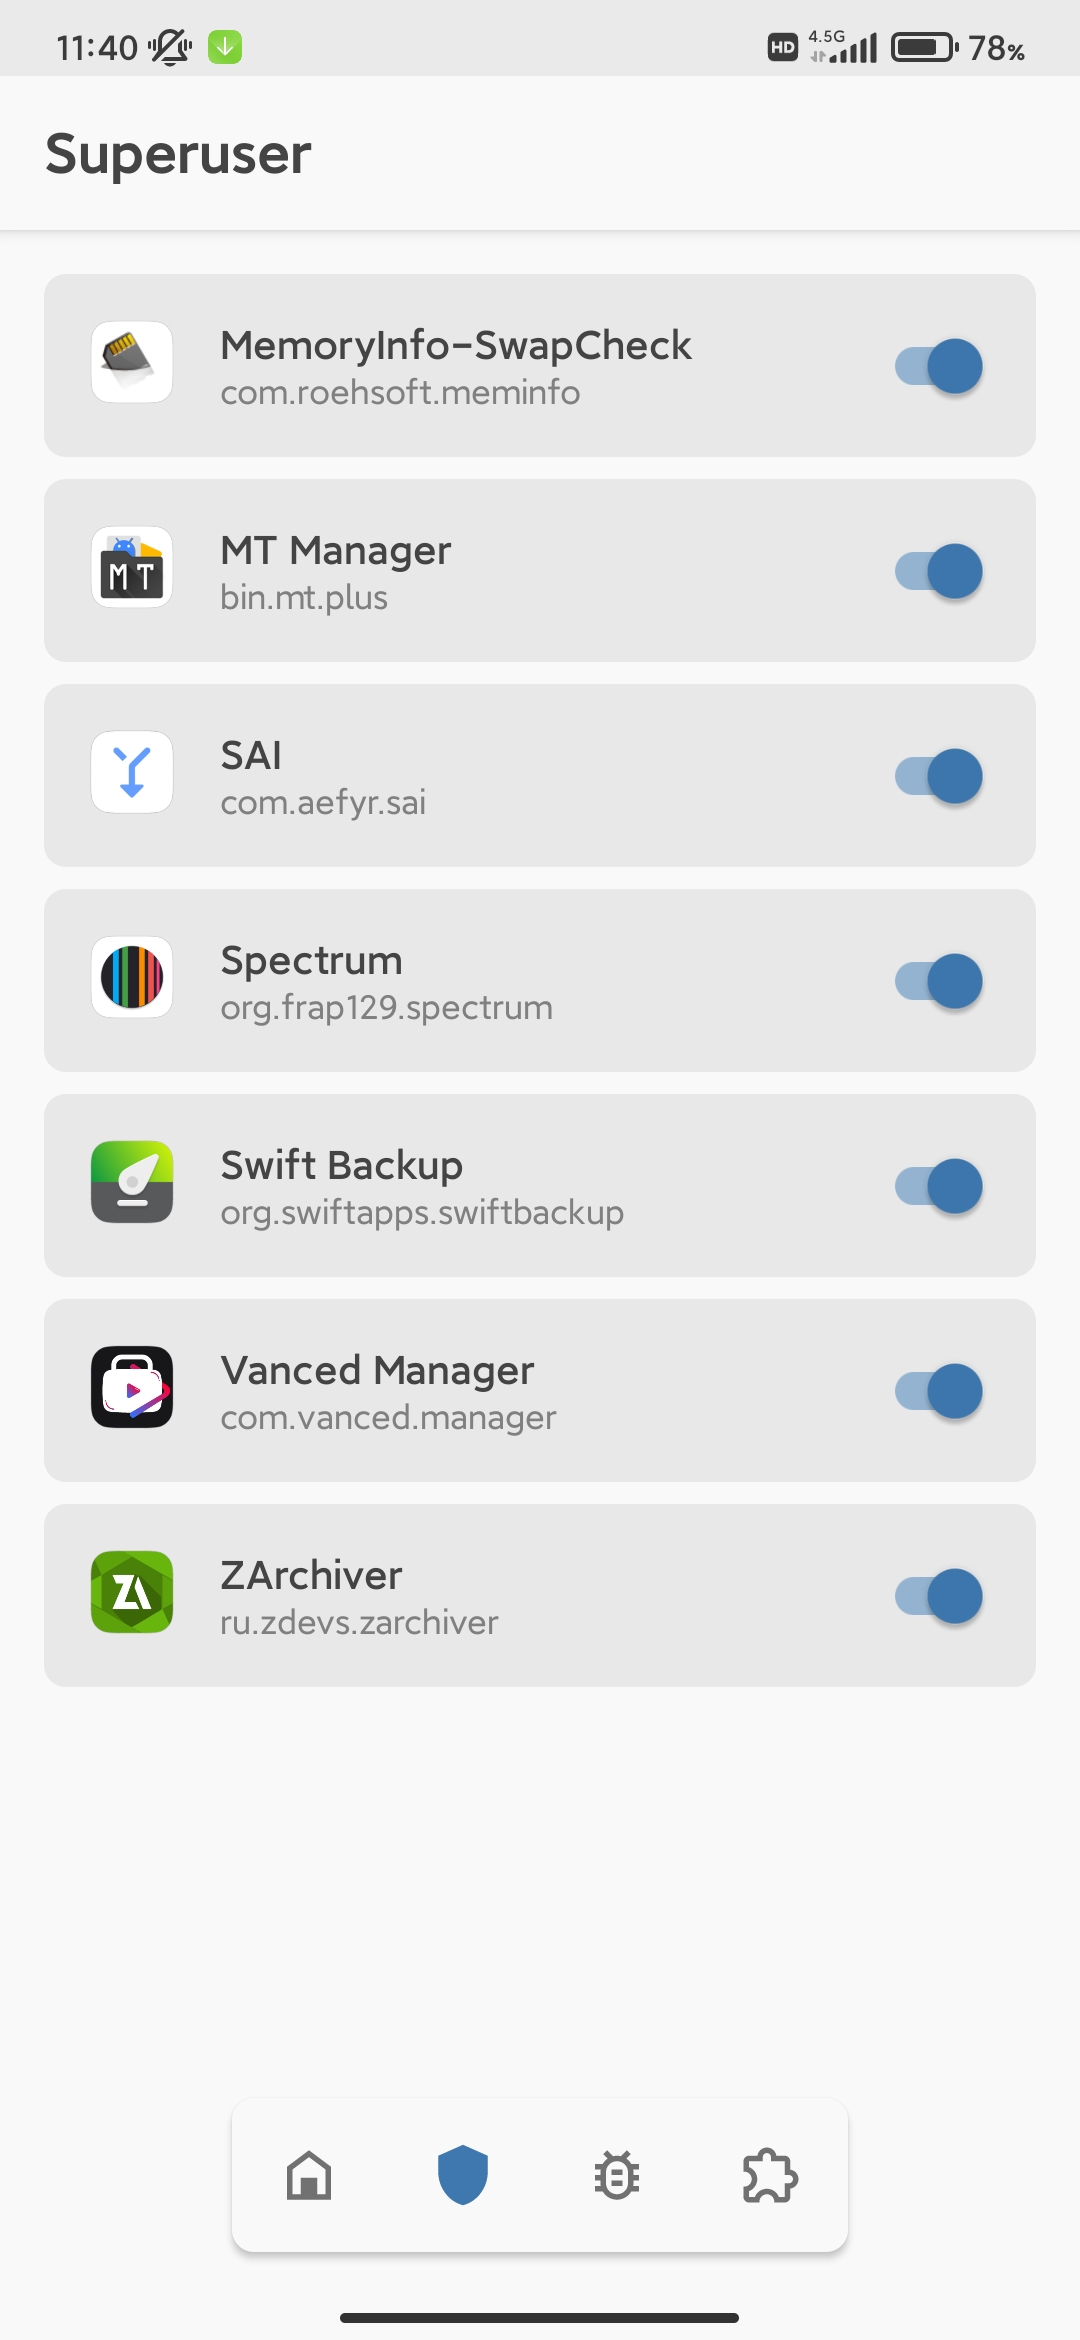 11:40
HD 4.5G 78%
Superuser
MemoryInfo-SwapCheck
com.roehsoft.meminfo
MT
MT Manager
bin.mt.plus
SAI
com.aefyr.sai
Spectrum
org.frap129.spectrum
Swift Backup
org.swiftapps.swiftbackup
Vanced Manager
com.vanced.manager
ZA
ZArchiver
ru.zdevs.zarchiver